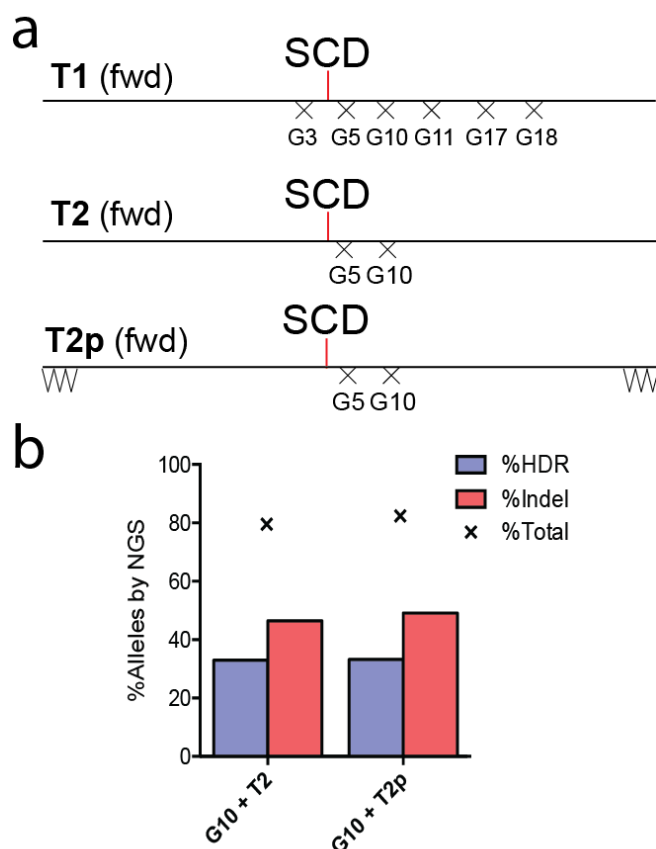 a
SCD
T1 (fwd)
G3 G5 G10 G11 G17 G18
SCD
T2 (fwd)
G5 G10
SCD
T2p (fwd)
G5 G10
b
100
80
60
40
20
0
%Alleles by NGS
%HDR
%Indel
× %Total
G10 + T2
G10 + T2p